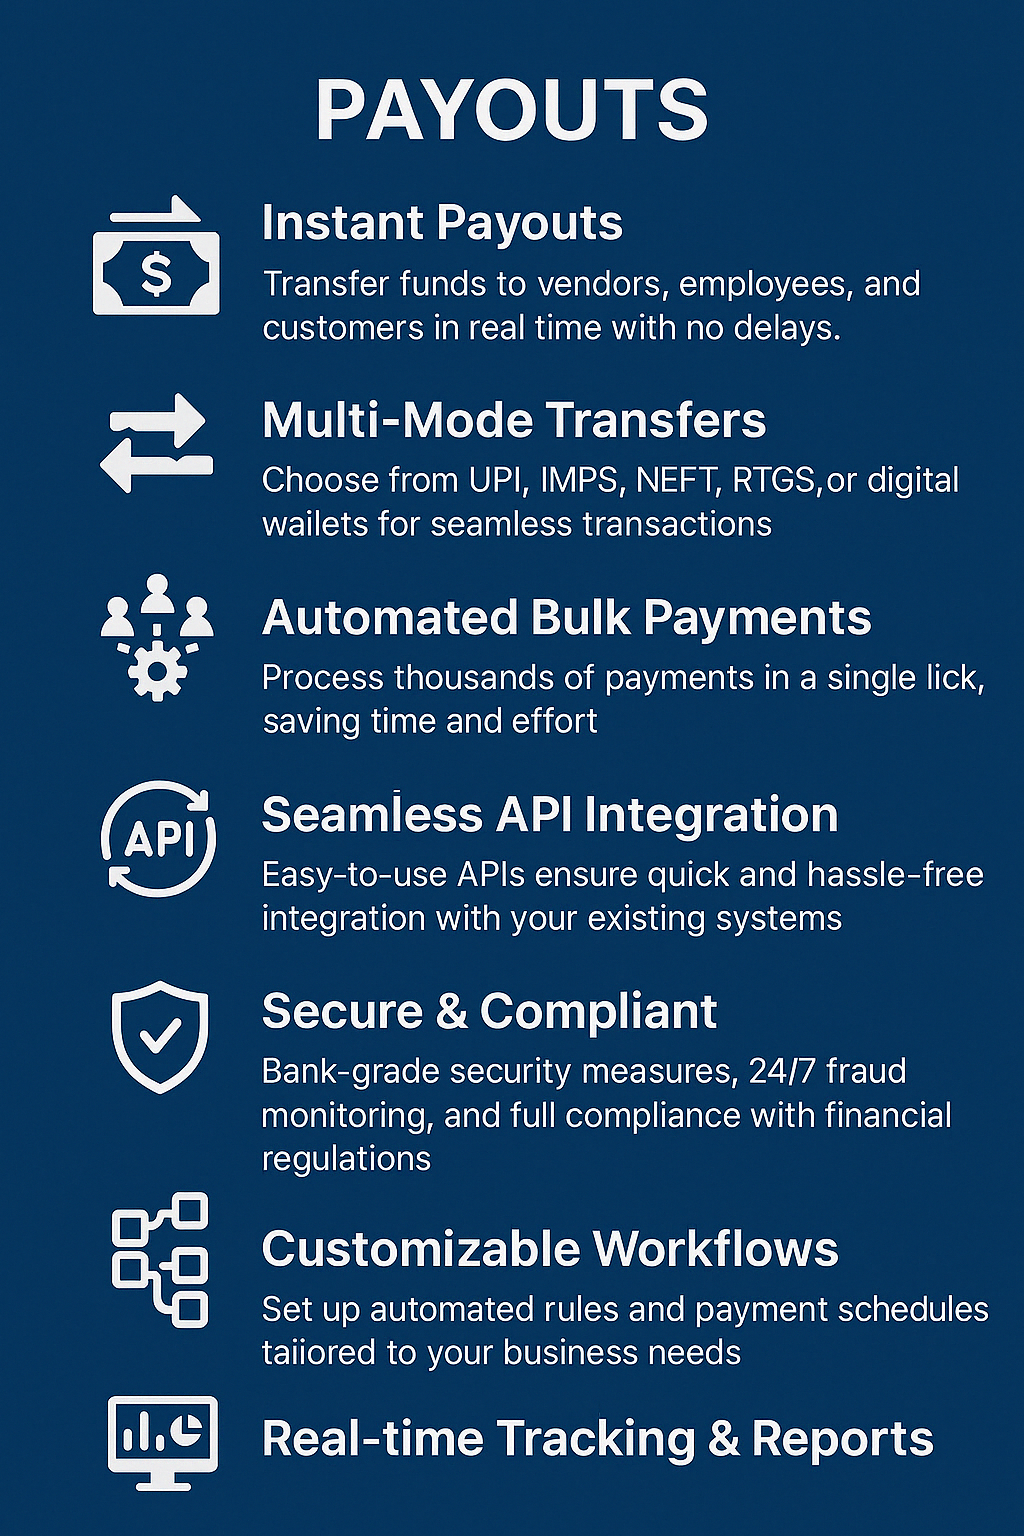 PAYOUTS
$
Instant Payouts
Transfer funds to vendors, employees, and
customers in real time with no delays.
Multi-Mode Transfers
Choose from UPI, IMPS, NEFT, RTGS,or digital
wailets for seamless transactions
Automated Bulk Payments
Process thousands of payments in a single lick,
saving time and effort
API
Seamless API Integration
Easy-to-use APIs ensure quick and hassle-free
integration with your existing systems
Secure & Compliant
Bank-grade security measures, 24/7 fraud
monitoring, and full compliance with financial
regulations
Customizable Workflows
Set up automated rules and payment schedules
taiiored to your business needs
Real-time Tracking & Reports